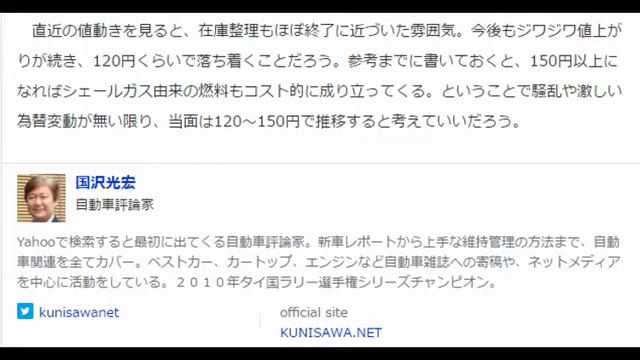 直近の値動きを見ると、在庫整理もほぼ終了に近づいた雰囲気。今後もジワジワ値上が
りが続き、120円くらいで落ち着くことだろう。参考までに書いておくと、150円以上に
なればシェールガス由来の燃料もコスト的に成り立ってくる。ということで騒乱や激しい
為替変動が無い限り、当面は120〜150円で推移すると考えていいだろう。
国沢光宏
自動車評論家
Yahooで検索すると最初に出てくる自動車評論家。新車レポートから上手な維持管理の方法まで、自動
車関連を全てカバー。ベストカー、カートップ、エンジンなど自動車雑誌への寄稿や、ネットメディア
を中心に活動をしている。２０１０年タイ国ラリー選手権シリーズチャンピオン。
kunisawanet
official site
KUNISAWA.NET